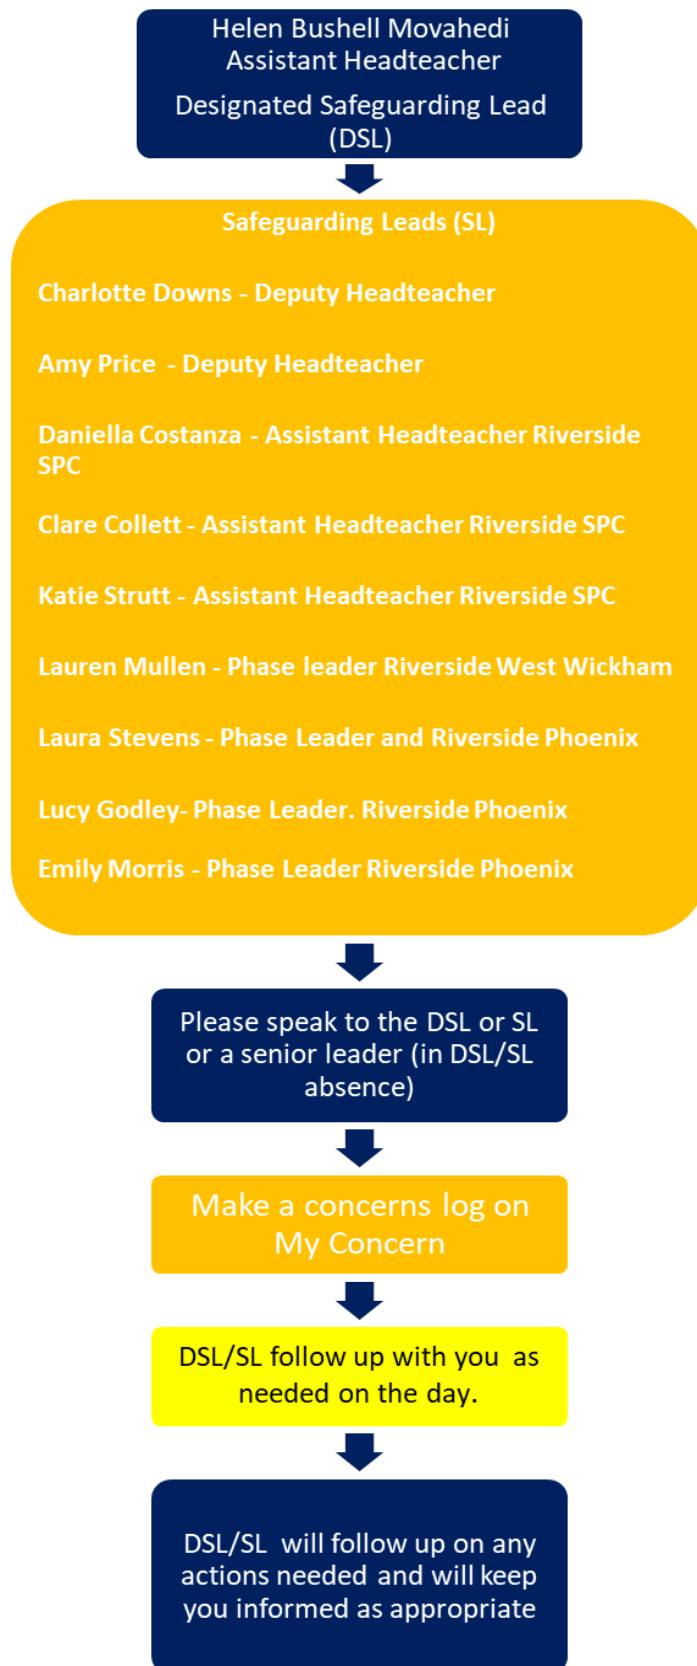 Helen Bushell Movahedi
Assistant Headteacher
Designated Safeguarding Lead
(DSL)
Safeguarding Leads (SL)
Charlotte Downs - Deputy Headteacher
Amy Price - Deputy Headteacher
Daniella Costanza - Assistant Headteacher Riverside
SPC
Clare Collett - Assistant Headteacher Riverside SPC
Katie Strutt - Assistant Headteacher Riverside SPC
Lauren Mullen - Phase leader Riverside West Wickham
Laura Stevens - Phase Leader and Riverside Phoenix
Lucy Godley- Phase Leader. Riverside Phoenix
Emily Morris - Phase Leader Riverside Phoenix
Please speak to the DSL or SL
or a senior leader (in DSL/SL
absence)
Make a concerns log on
My Concern
DSL/SL follow up with you as
needed on the day.
DSL/SL will follow up on any
actions needed and will keep
you informed as appropriate